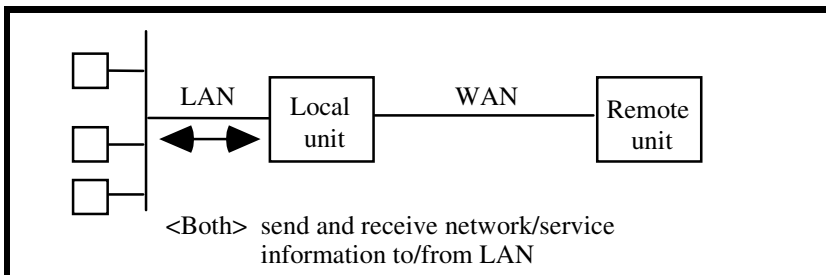 LAN
Local
unit
WAN
Remote
unit
<Both> send and receive network/service
information to/from LAN